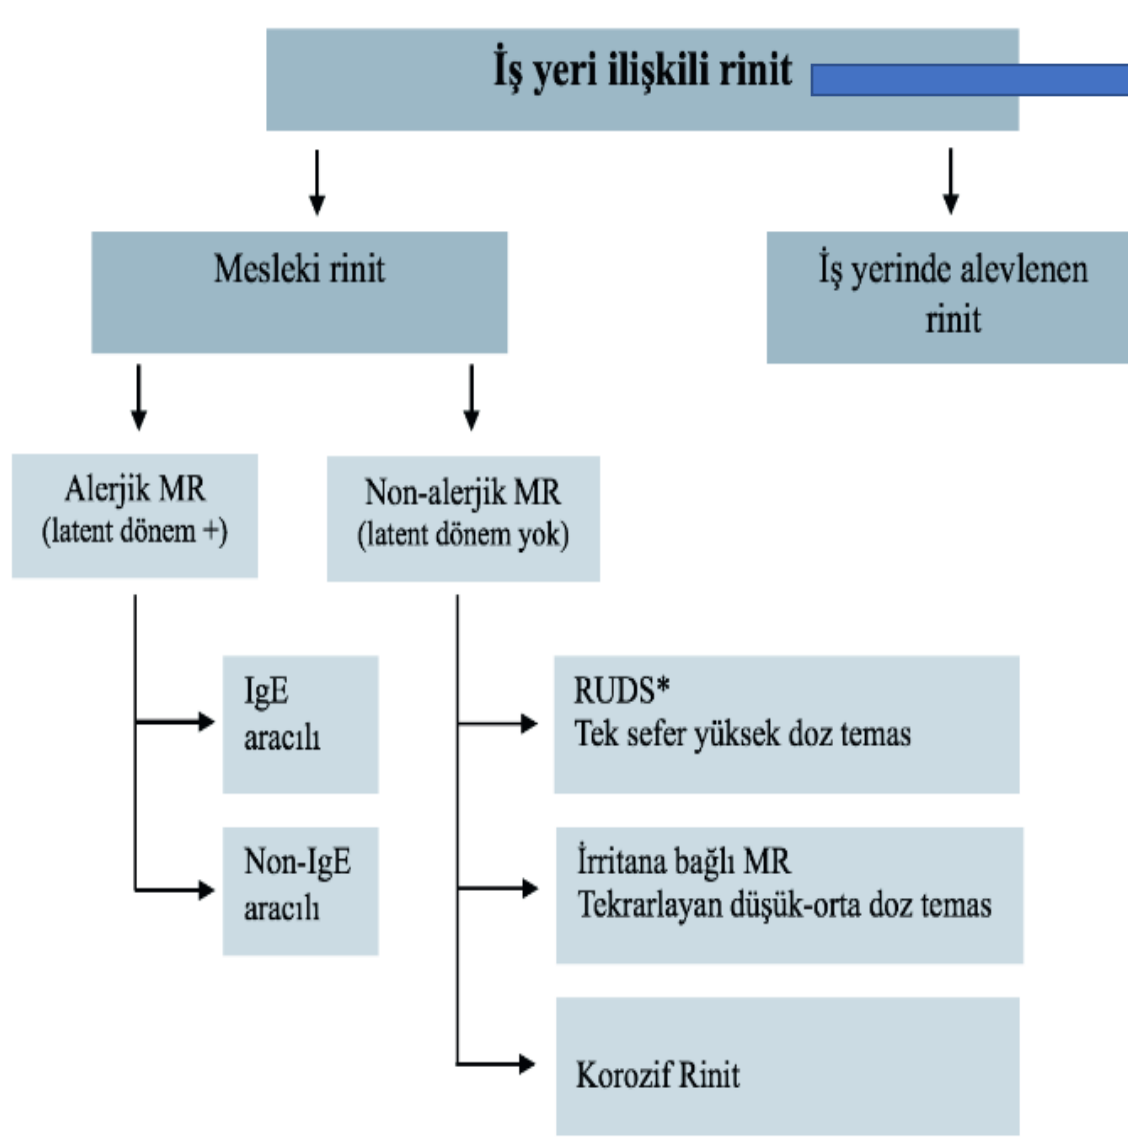 İş yeri ilişkili rinit
Mesleki rinit
İş yerinde alevlenen
rinit
Alerjik MR
(latent dönem +)
Non-alerjik MR
(latent dönem yok)
IgE
aracılı
RUDS*
Tek sefer yüksek doz temas
Non-IgE
aracılı
İrritana bağlı MR
Tekrarlayan düşük-orta doz temas
Korozif Rinit